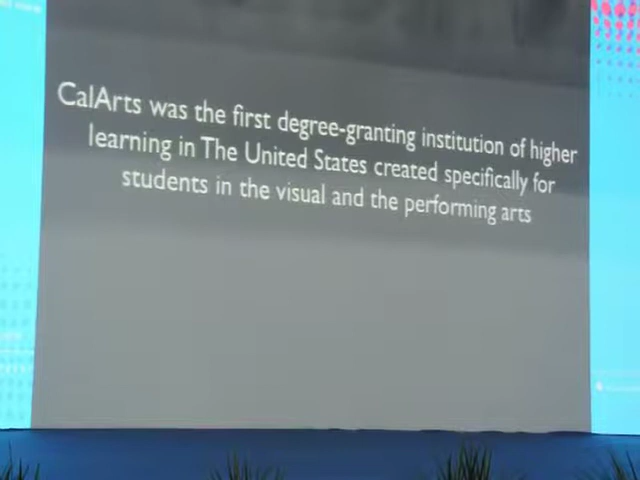 CalArts was the first degree-granting institution of higher
learning in The United States created specifically for
students in the visual and the performing arts